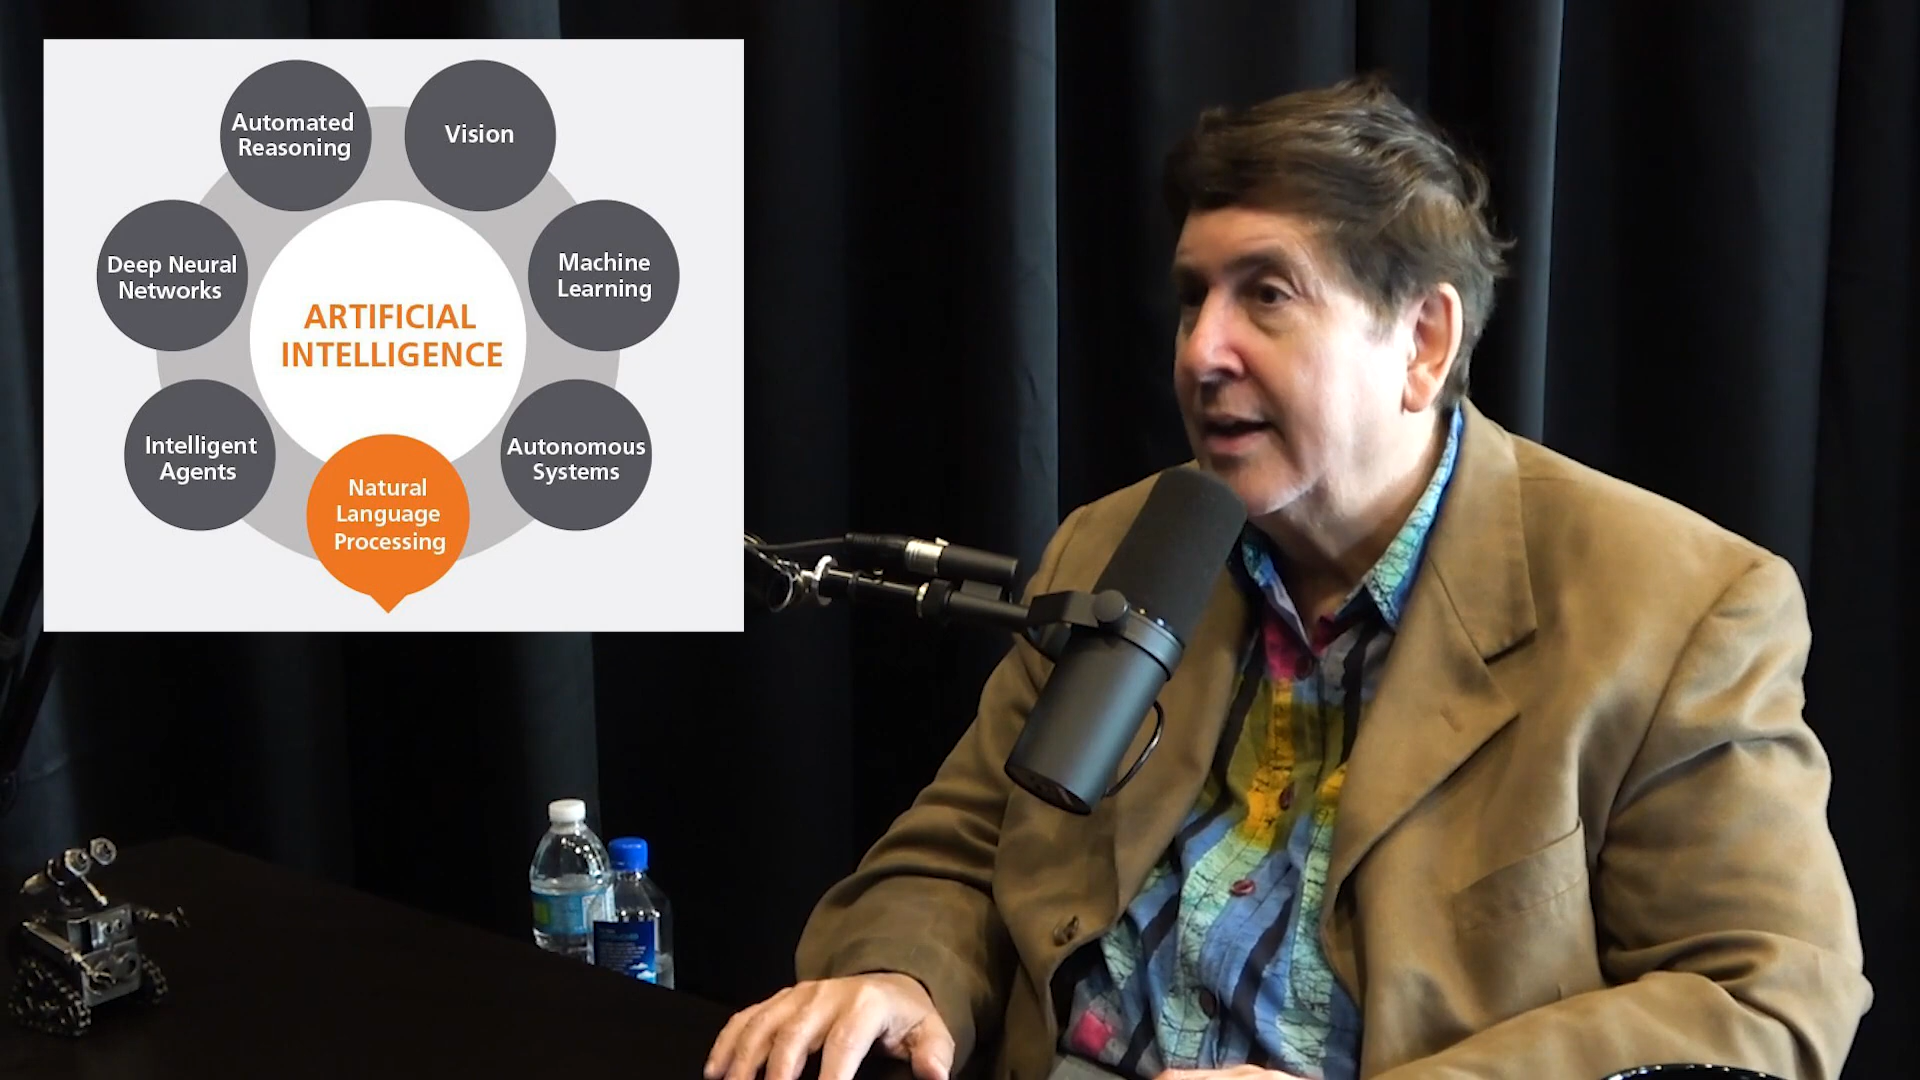 Automated
Reasoning
Vision
Deep Neural
Networks
Machine
Learning
ARTIFICIAL
INTELLIGENCE
Intelligent
Agents
Autonomous
Systems
Natural
Language
Processing